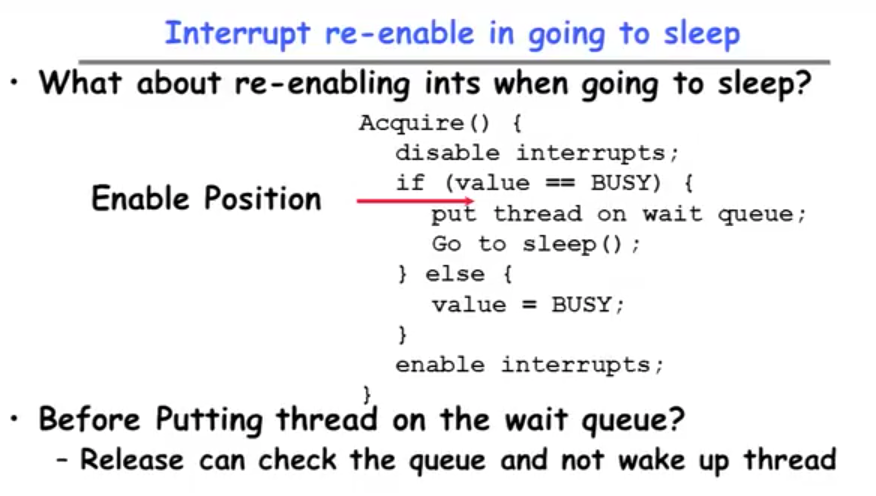 Interrupt re-enable in going to sleep
• What about re-enabling ints when going to sleep?
Acquire() {
disable interrupts;
if (value == BUSY) {
Enable Position
put thread on wait queue;
Go to sleep();
} else {
value = BUSY;
}
enable interrupts;
}
• Before Putting thread on the wait queue?
– Release can check the queue and not wake up thread